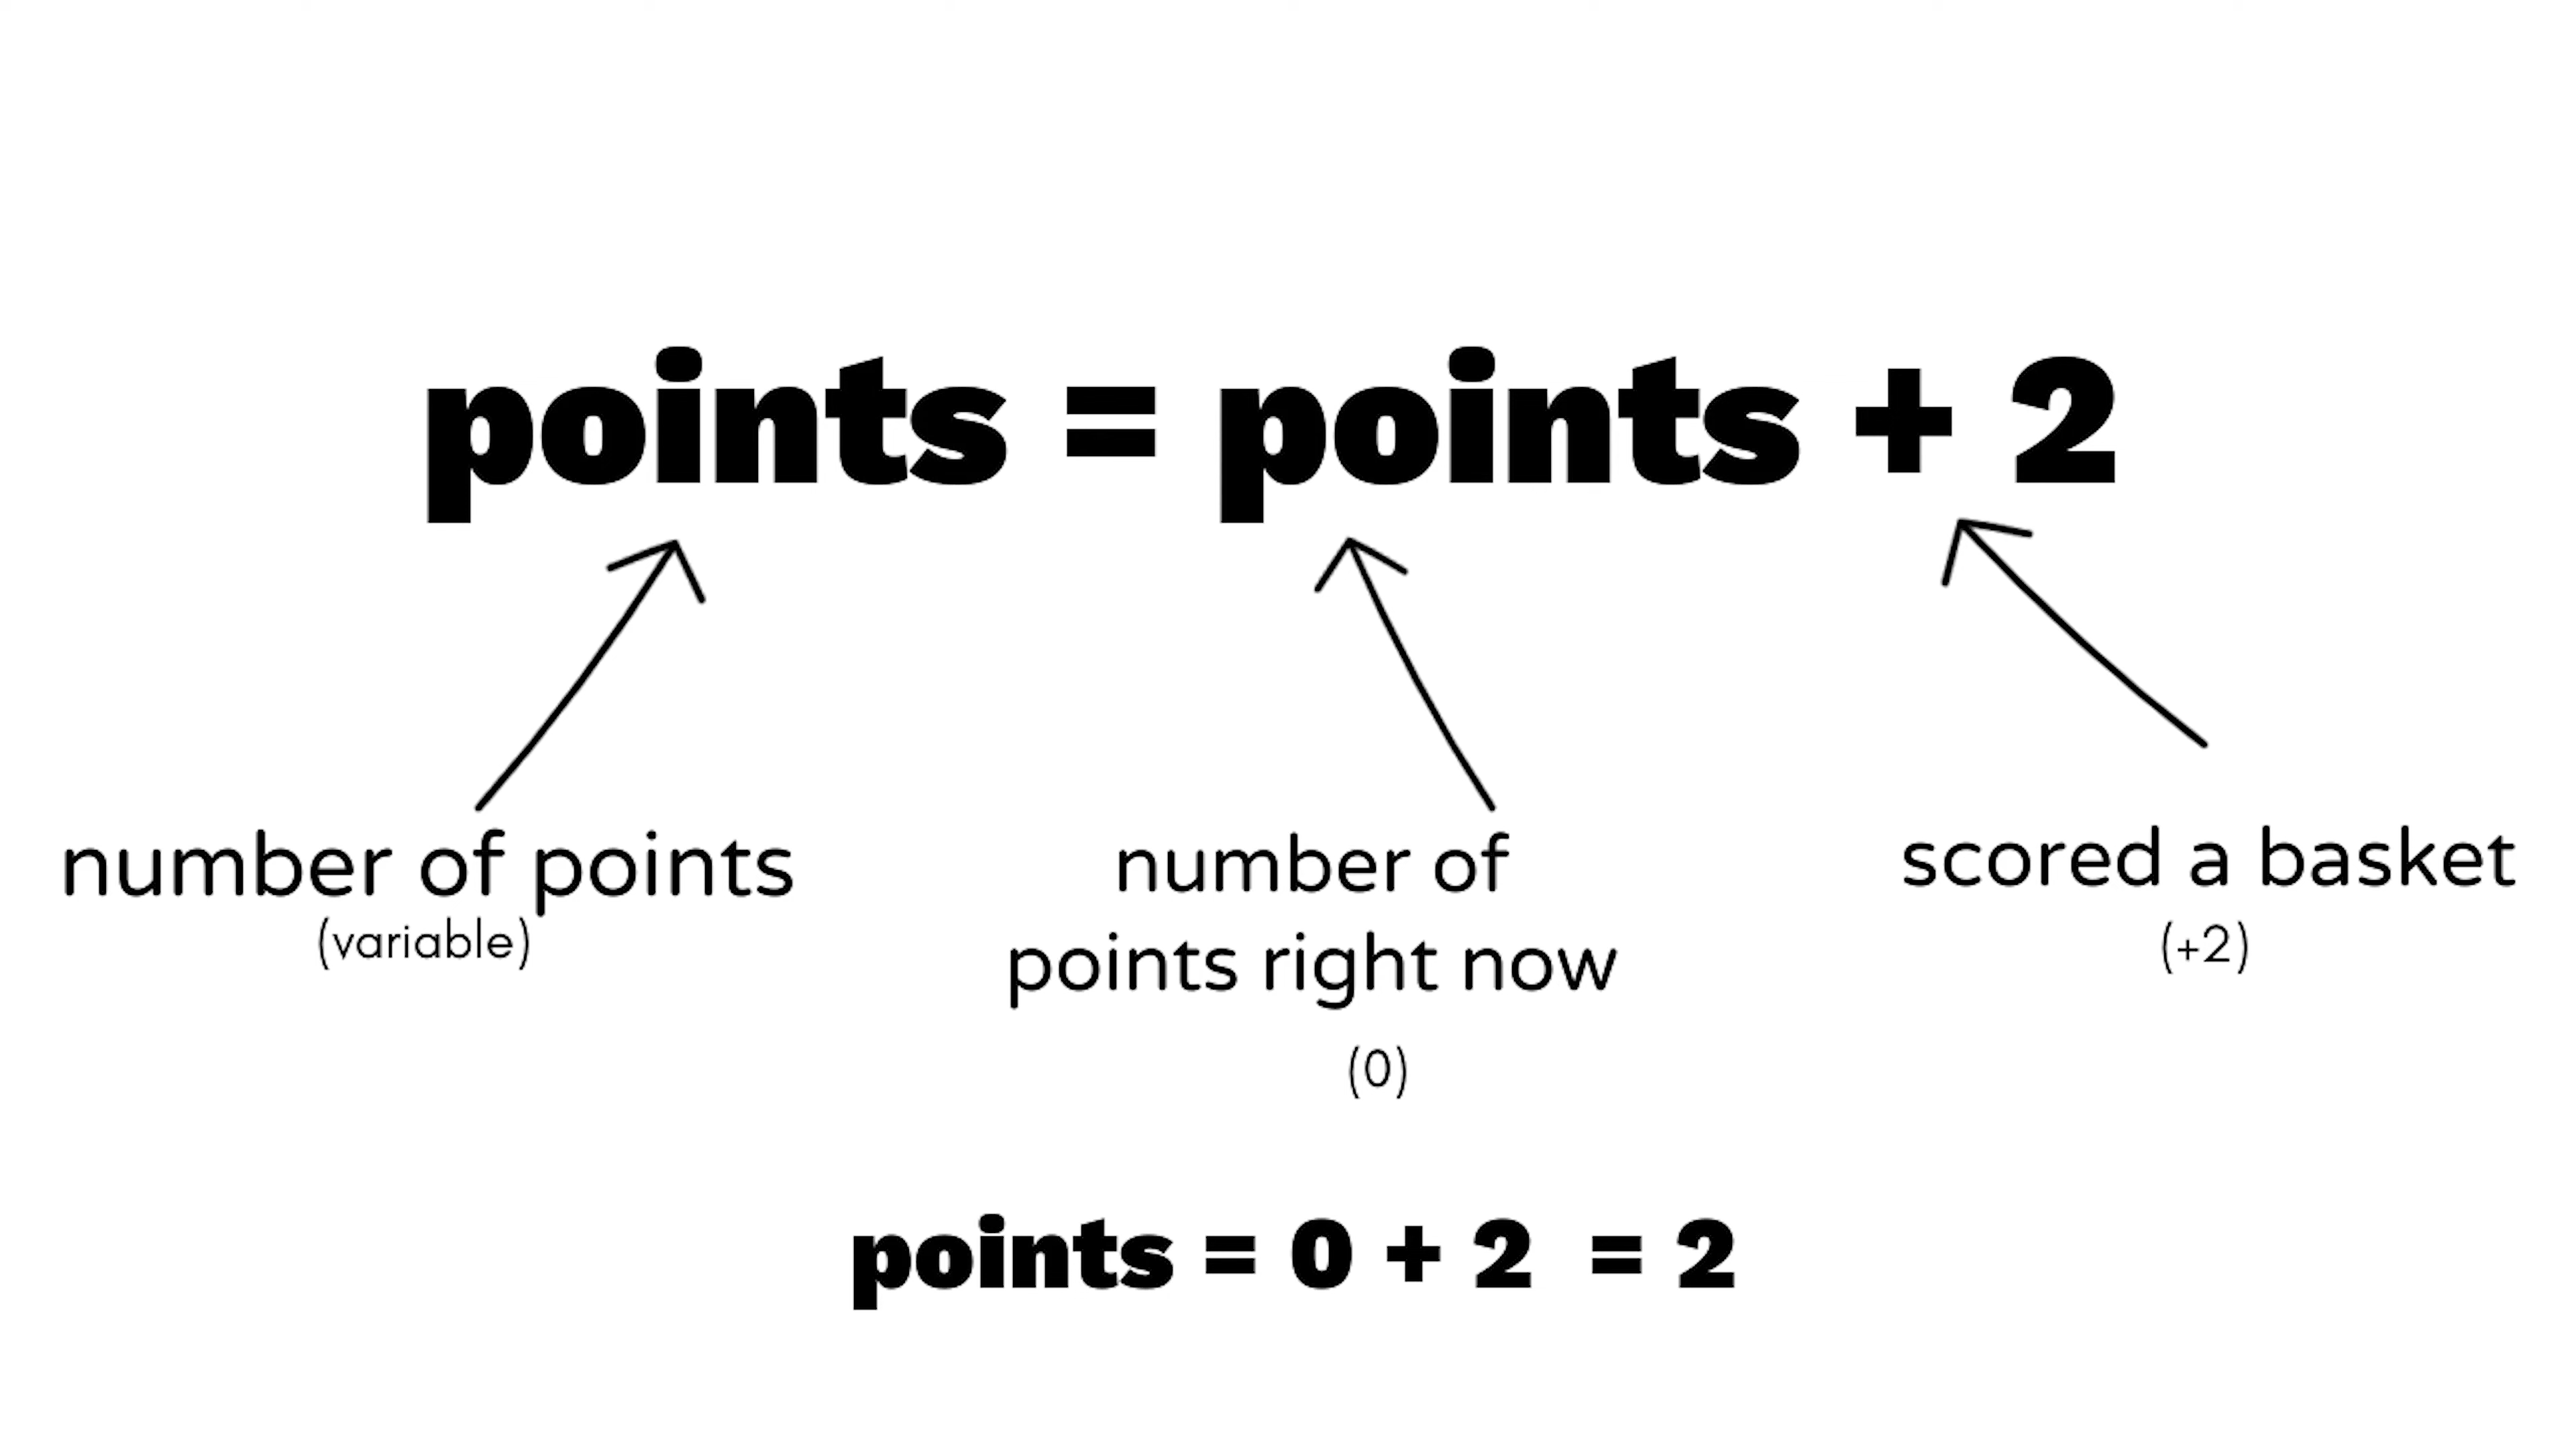 points = points + 2
number of points
(variable)
number of
points right now
(0)
scored a basket
(+2)
points = 0 + 2 = 2